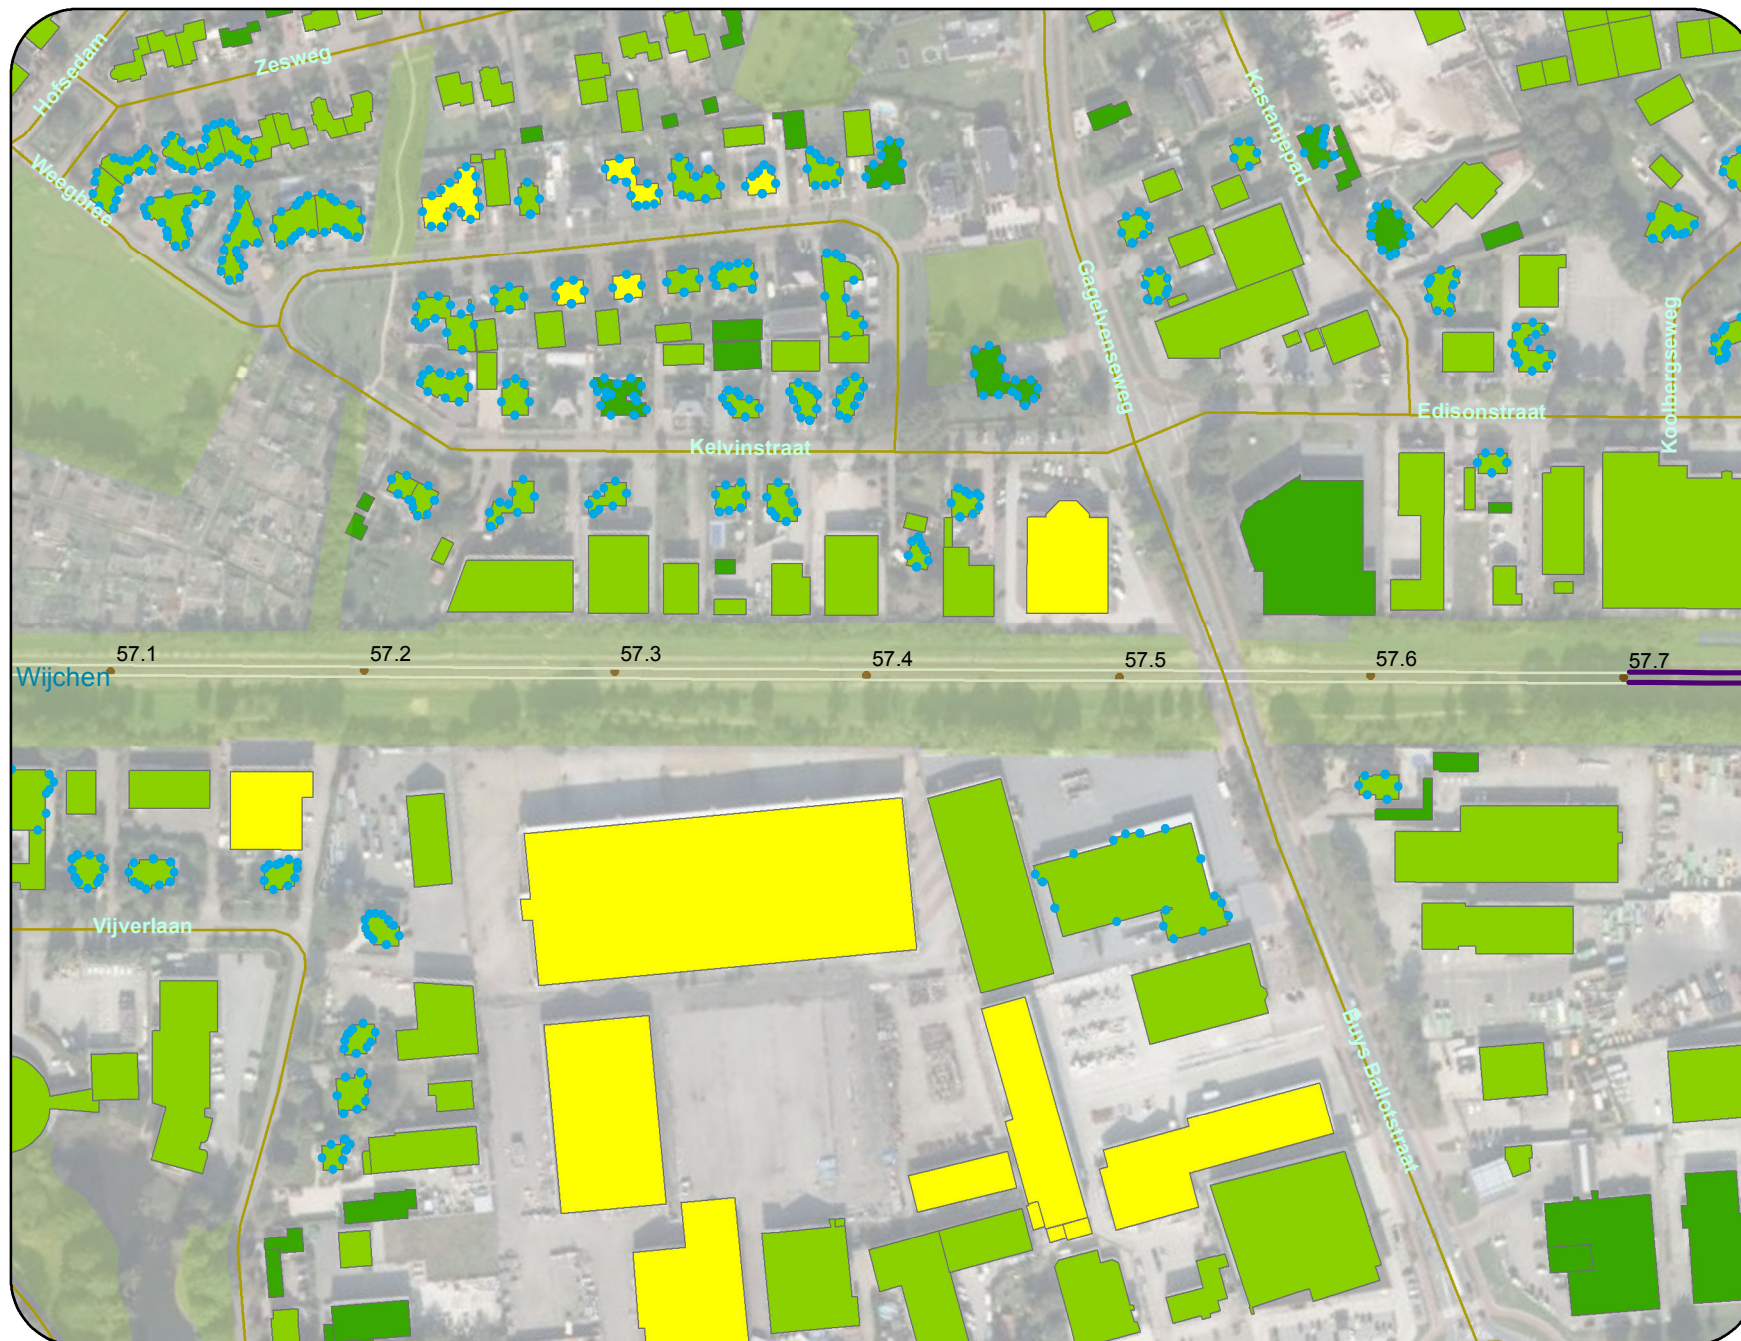 Hofsedam
Zesweg
Weegbree
Kastanjepad
Gagelvenseweg
Koolbergseweg
Edisonstraat
Kelvinstraat
57.1
57.2
57.3
57.4
57.5
57.6
57.7
Wijchen
Vijverlaan
Buys Ballotstraat